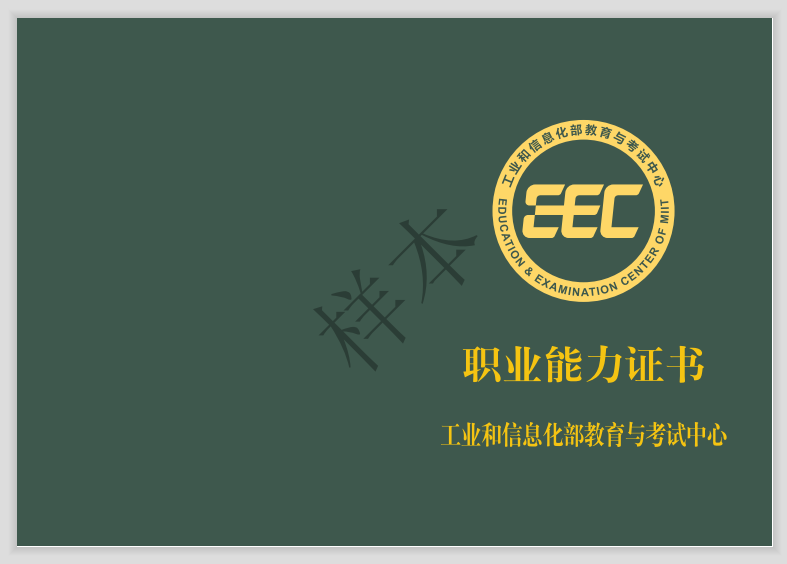 工业和信息化部教育与考试中心
EEC
EDUCATION & EXAMINATION CENTER OF MIIT
样本
职业能力证书
工业和信息化部教育与考试中心